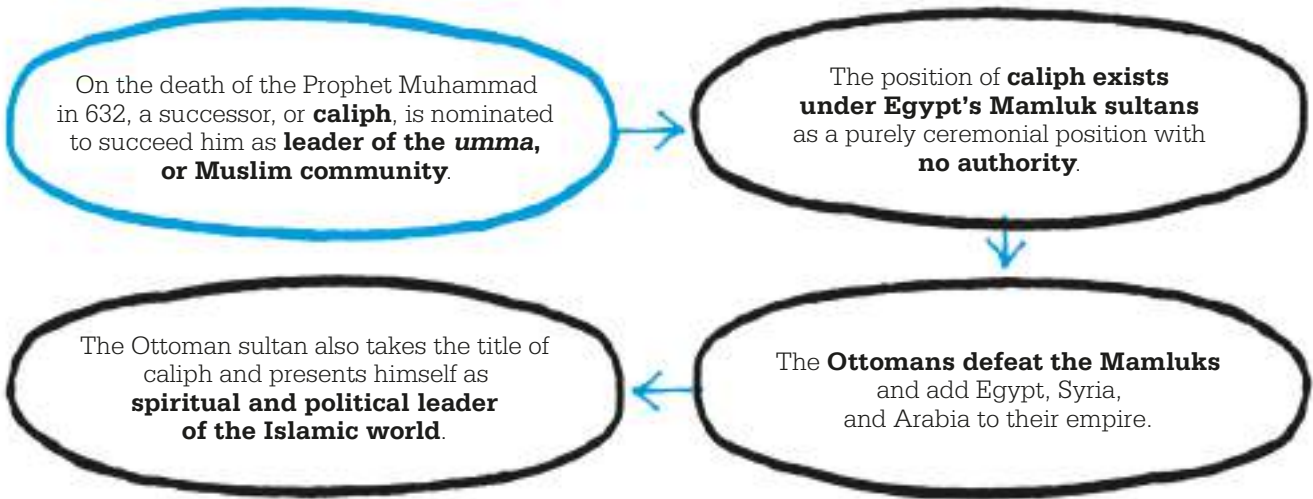 On the death of the Prophet Muhammad
in 632, a successor, or caliph, is nominated
to succeed him as leader of the umma,
or Muslim community.
The position of caliph exists
under Egypt's Mamluk sultans
as a purely ceremonial position with
no authority.
The Ottomans defeat the Mamluks
and add Egypt, Syria,
and Arabia to their empire.
The Ottoman sultan also takes the title of
caliph and presents himself as
spiritual and political leader
of the Islamic world.